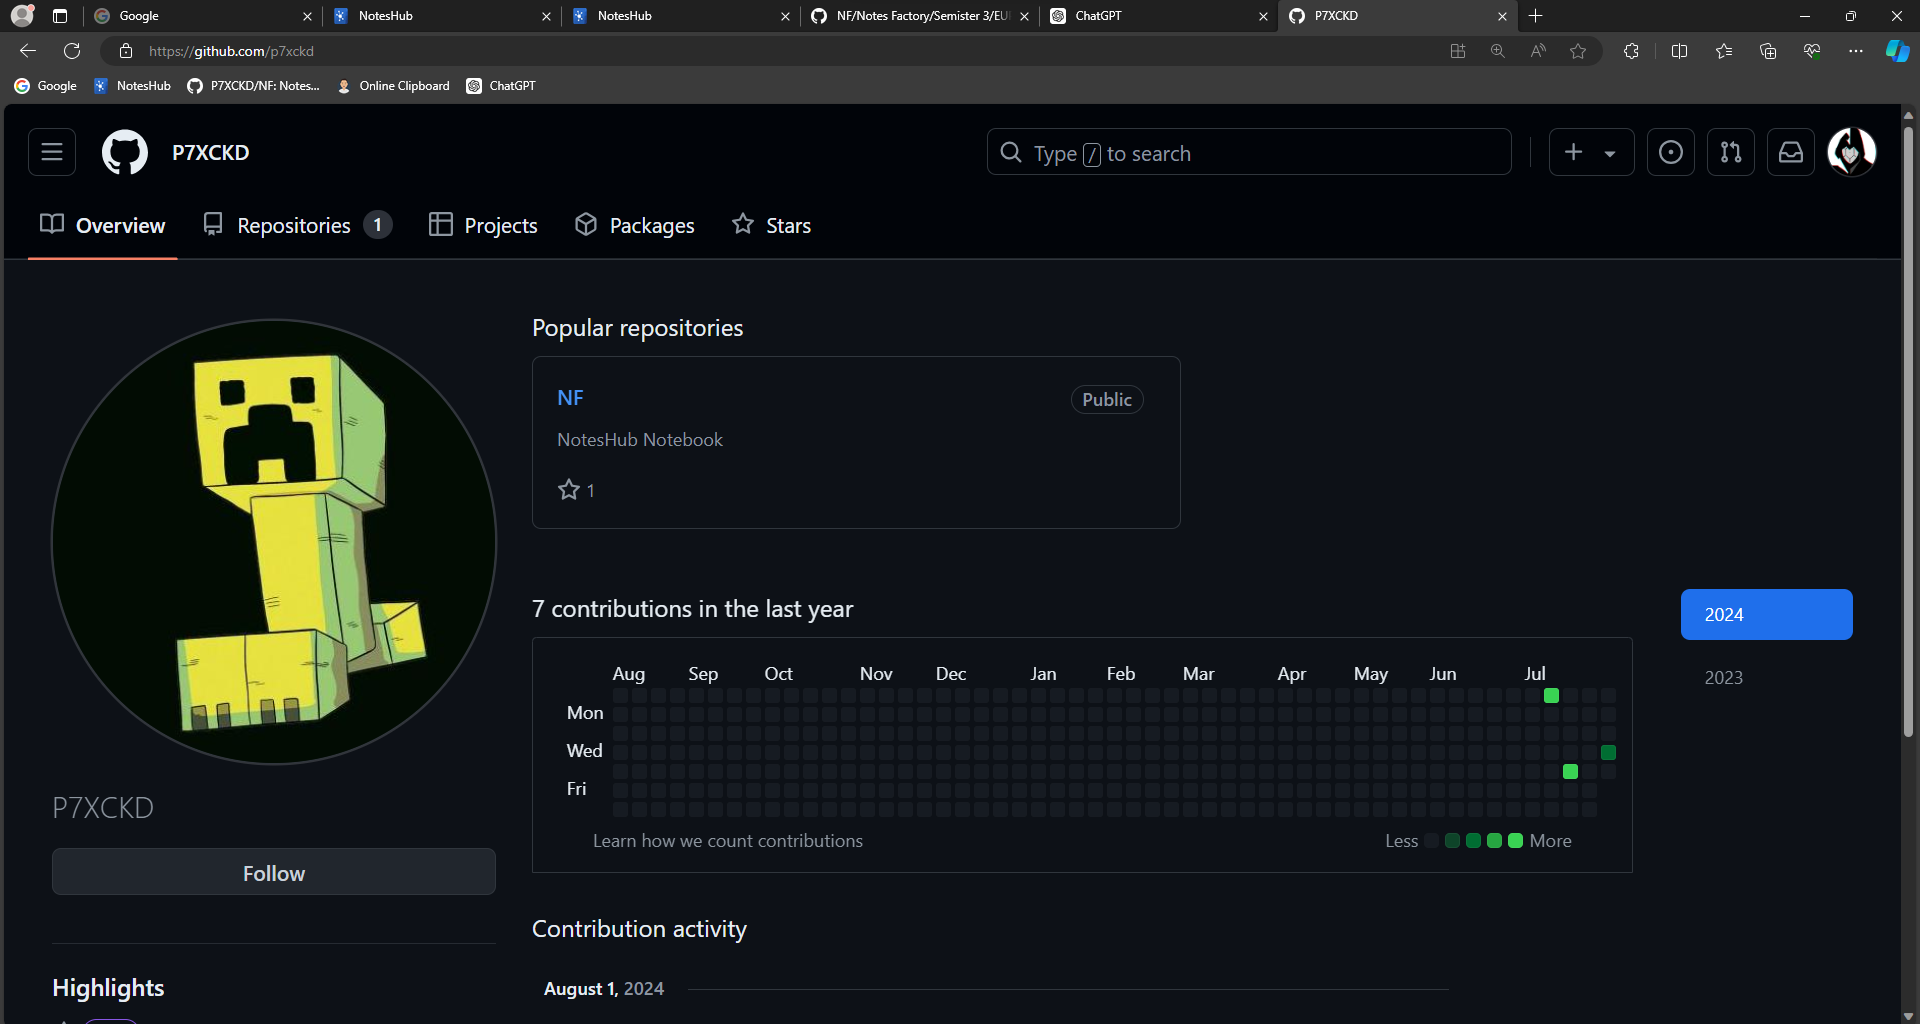 Google
NotesHub
NotesHub
NF/Notes Factory/Semister 3/EU
ChatGPT
P7XCKD
https://github.com/p7xckd
Google
NotesHub
P7XCKD/NF: Notes...
Online Clipboard
ChatGPT
P7XCKD
Type / to search
Overview
Repositories 1
Projects
Packages
Stars
Popular repositories
NF
Public
NotesHub Notebook
1
7 contributions in the last year
2024
2023
Aug Sep Oct Nov Dec Jan Feb Mar Apr May Jun Jul
Mon
Wed
Fri
Learn how we count contributions
Less More
P7XCKD
Follow
Contribution activity
August 1, 2024
Highlights